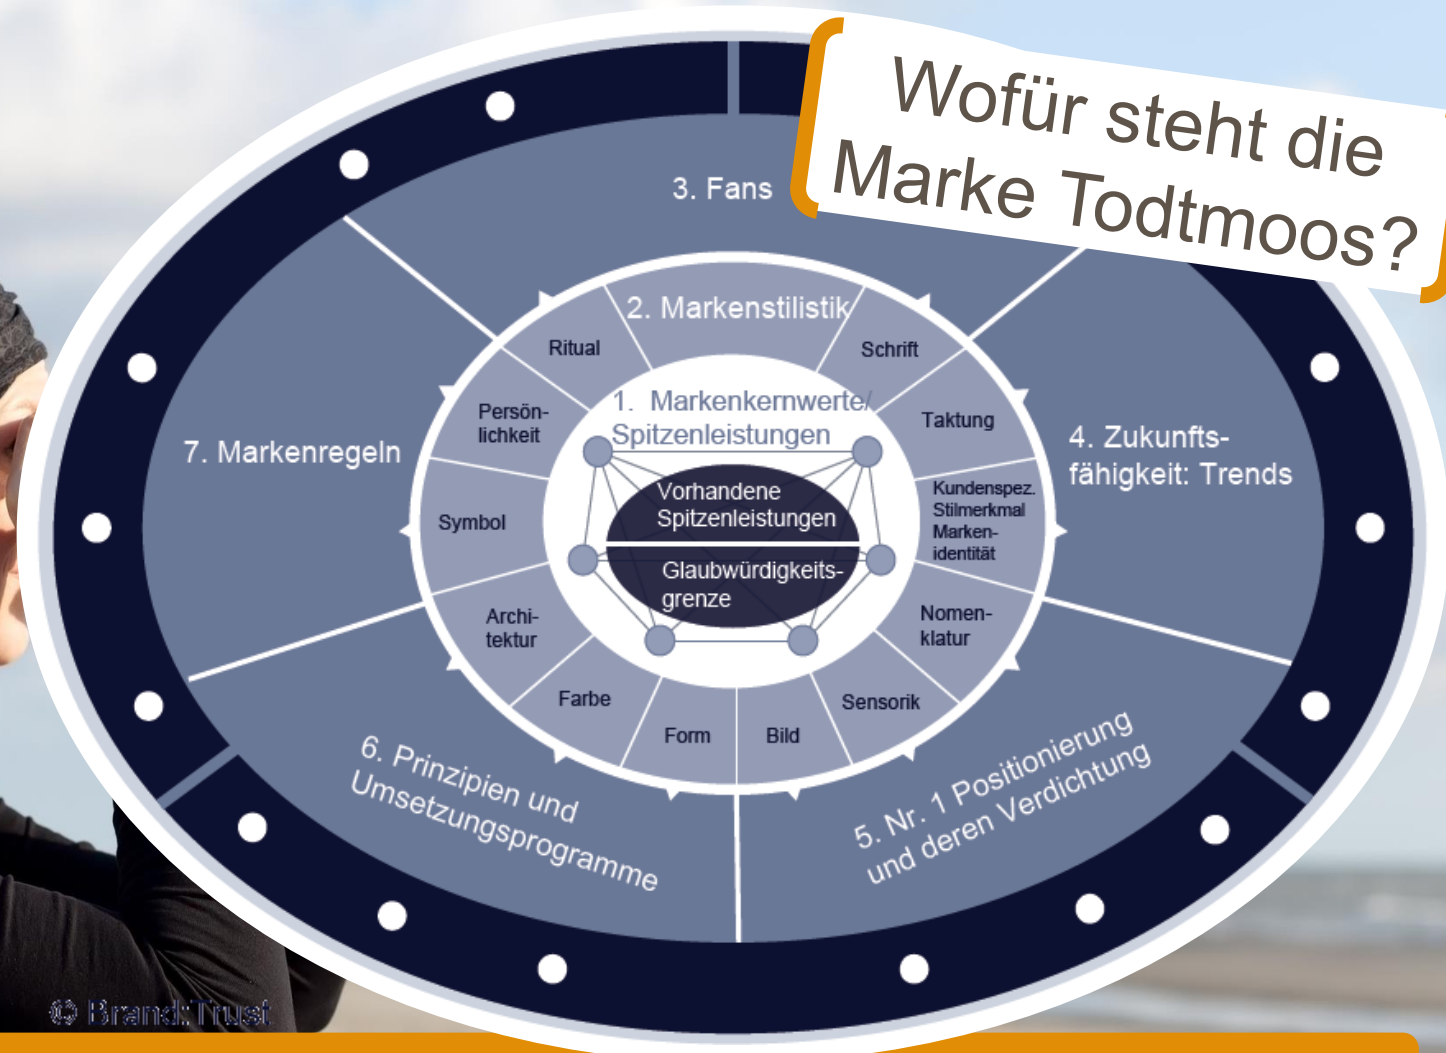 Wofür steht die
Marke Todtmoos?
3. Fans
2. Markenstilistik
Ritual
Schrift
Persön-
lichkeit
Taktung
1. Markenkernwerte/
Spitzenleistungen
7. Markenregeln
4. Zukunfts-
fähigkeit: Trends
Vorhandene
Spitzenleistungen
Kundenspez.
Stilmerkmal
Marken-
identität
Symbol
Glaubwürdigkeits-
grenze
Archi-
tektur
Nomen-
klatur
Farbe
Sensorik
Form
Bild
6. Prinzipien und
Umsetzungsprogramme
5. Nr. 1 Positionierung
und deren Verdichtung
© Brand:Trust